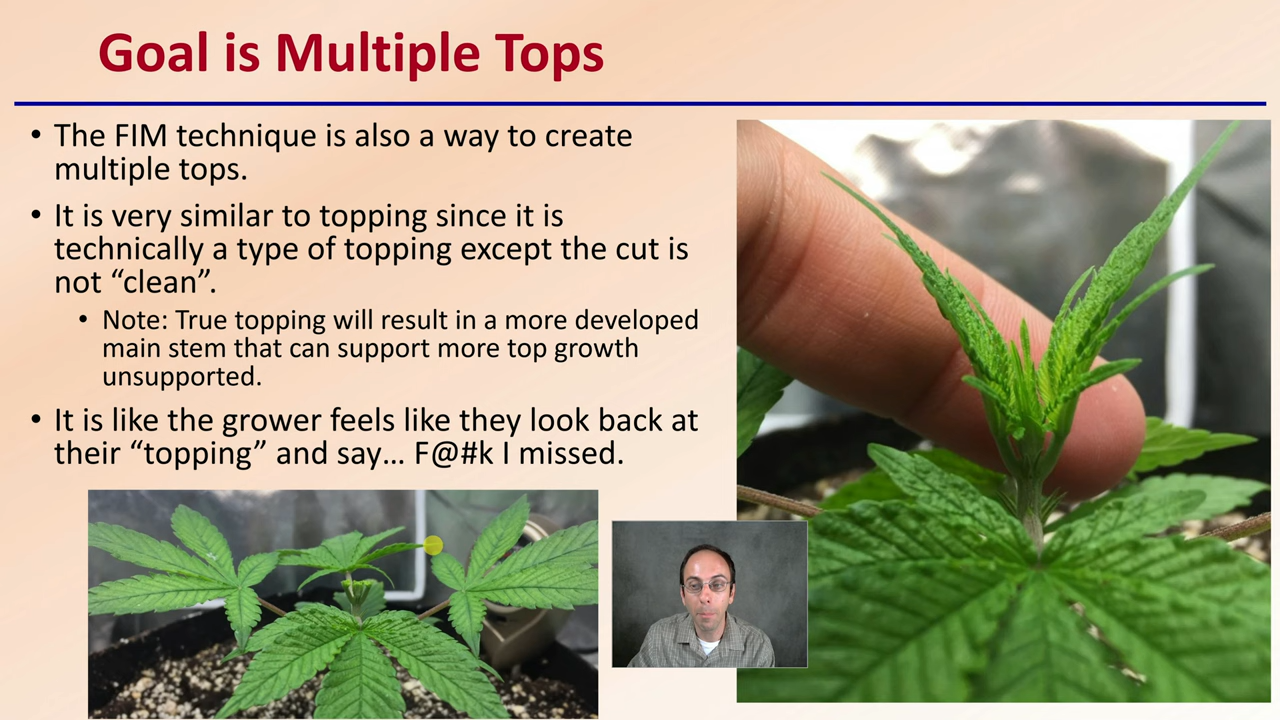 Goal is Multiple Tops
• The FIM technique is also a way to create
multiple tops.
• It is very similar to topping since it is
technically a type of topping except the cut is
not “clean”.
• Note: True topping will result in a more developed
main stem that can support more top growth
unsupported.
• It is like the grower feels like they look back at
their “topping” and say… F@#k I missed.